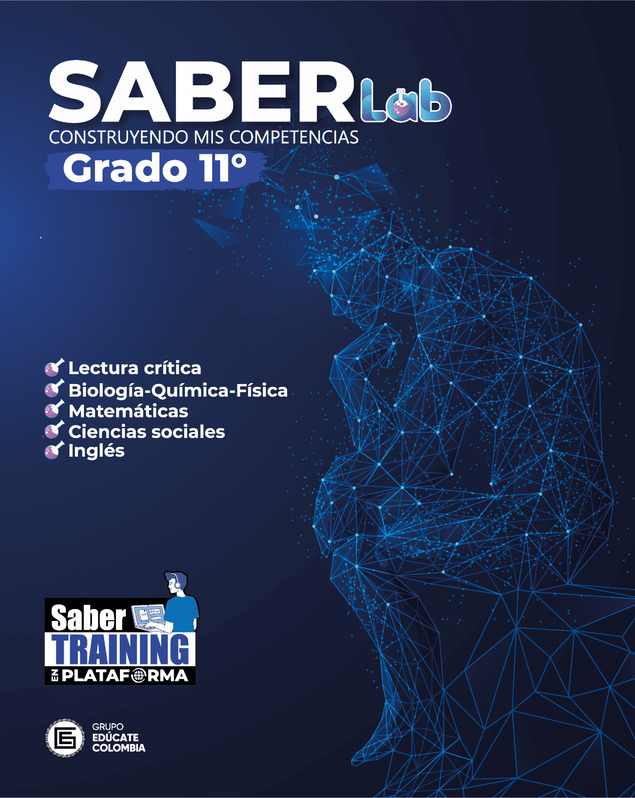 SABER Lab
CONSTRUYENDO MIS COMPETENCIAS
Grado 11°
Lectura crítica
Biología-Química-Física
Matemáticas
Ciencias sociales
Inglés
Saber
TRAINING
EN PLATAFORMA
GRUPO
EDÚCATE
COLOMBIA